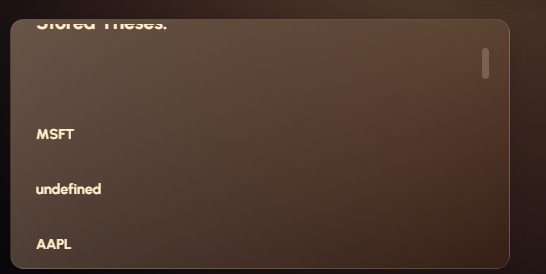 Stored Theses:
MSFT
undefined
AAPL